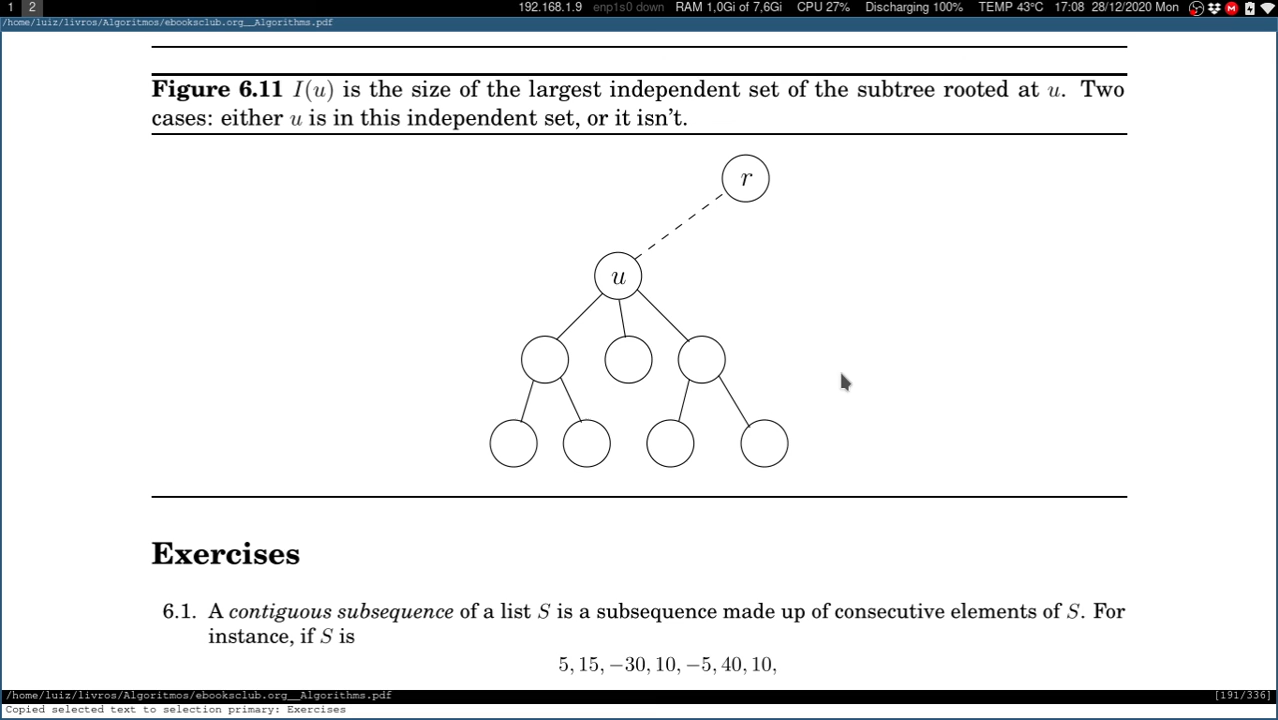 1 2 192.168.1.9 enp1s0 down RAM 1,0Gi of 7,6Gi CPU 27% Discharging 100% TEMP 43°C 17:08 28/12/2020 Mon
/home/luiz/livros/Algoritmos/ebooksclub.org__Algorithms.pdf
Figure 6.11 I(u) is the size of the largest independent set of the subtree rooted at u. Two
cases: either u is in this independent set, or it isn't.
r
u
Exercises
6.1. A contiguous subsequence of a list S is a subsequence made up of consecutive elements of S. For
instance, if S is
5, 15, −30, 10, −5, 40, 10,
/home/luiz/livros/Algoritmos/ebooksclub.org__Algorithms.pdf [191/336]
Copied selected text to selection primary: Exercises